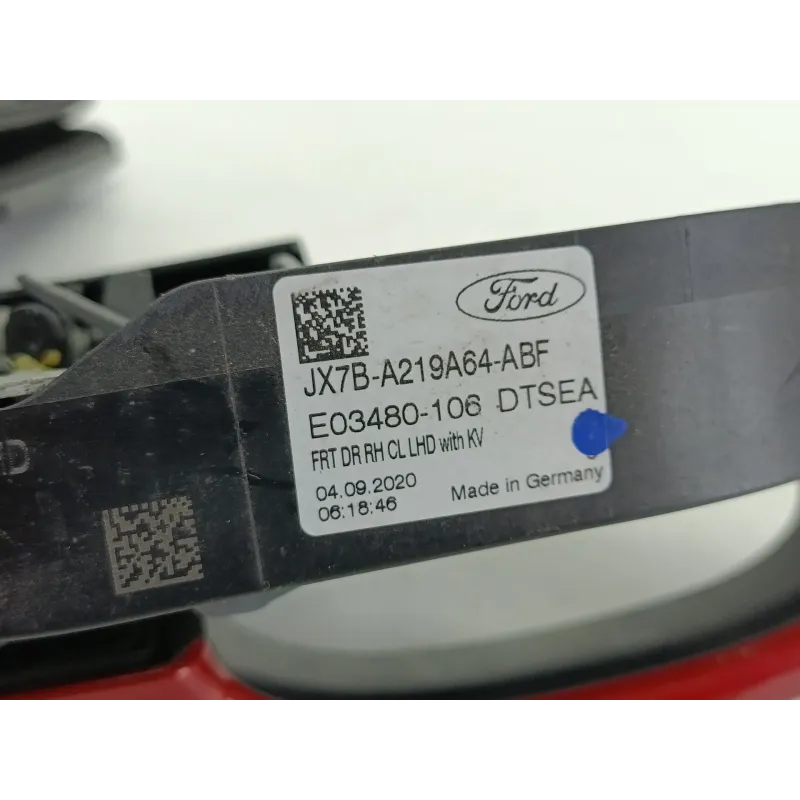 Ford
JX7B-A219A64-ABF
E03480-106 DTSEA
FRT DR RH CL LHD with KV
04.09.2020
06:18:46
Made in Germany